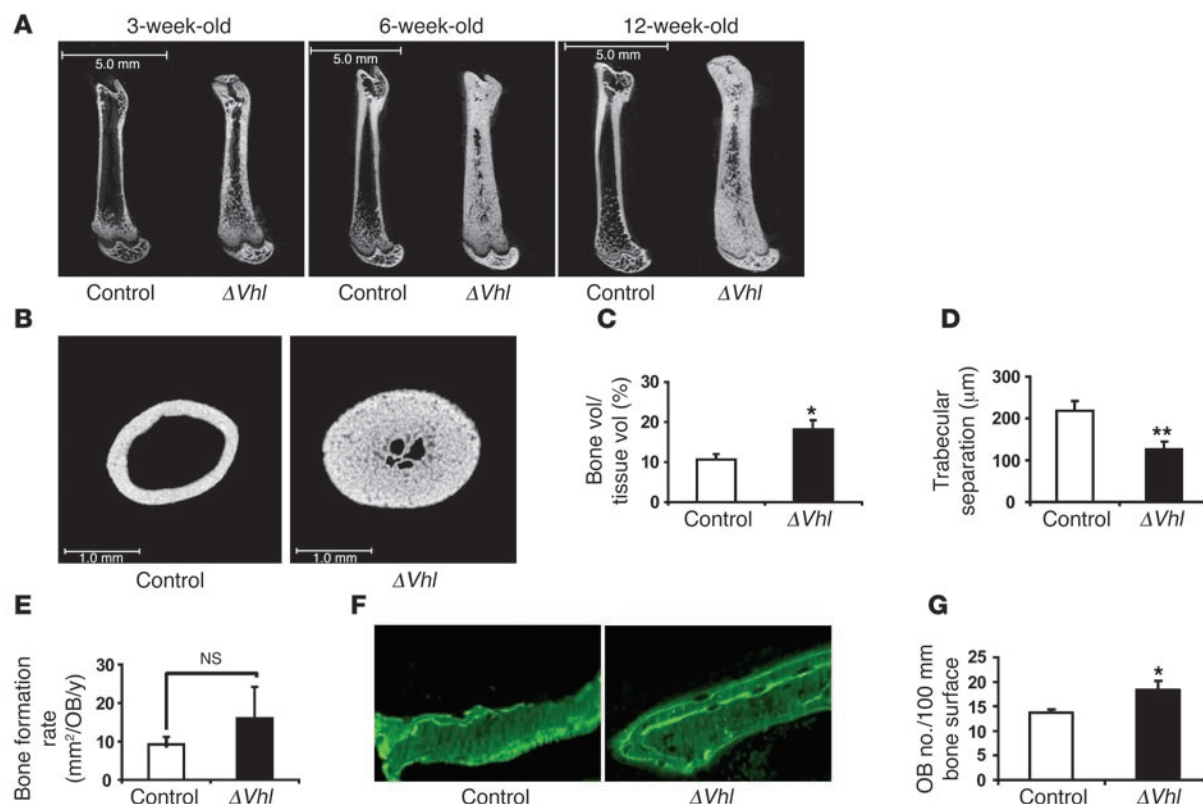 A
3-week-old
6-week-old
12-week-old
5.0 mm
5.0 mm
5.0 mm
Control
ΔVhl
Control
ΔVhl
Control
ΔVhl
B
1.0 mm
1.0 mm
Control
ΔVhl
C
Bone vol/
tissue vol (%)
30
20
10
0
*
Control
ΔVhl
D
Trabecular
separation (μm)
300
200
100
0
**
Control
ΔVhl
E
Bone formation
rate
(mm²/OB/y)
30
20
10
0
NS
Control
ΔVhl
F
Control
ΔVhl
G
OB no./100 mm
bone surface
25
20
15
10
5
0
*
Control
ΔVhl